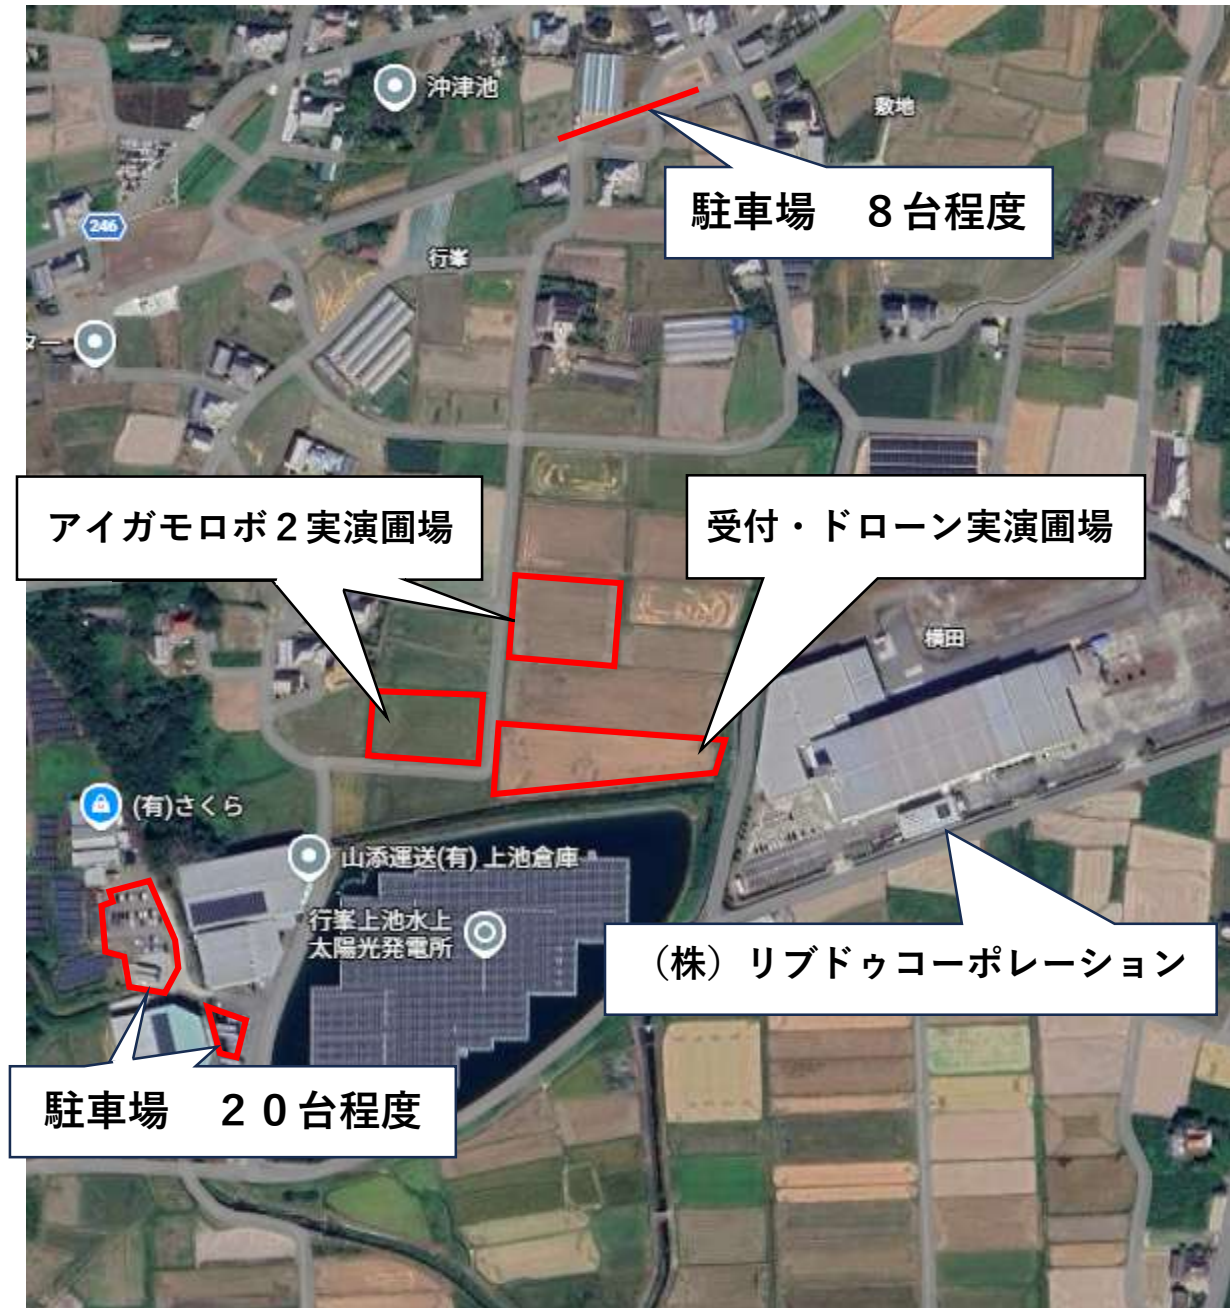 沖津池
敷地
駐車場　８台程度
246
行峯
ター
アイガモロボ２実演圃場
受付・ドローン実演圃場
横田
(有)さくら
山添運送(有) 上池倉庫
行峯上池水上
太陽光発電所
（株）リブドゥコーポレーション
駐車場　２０台程度